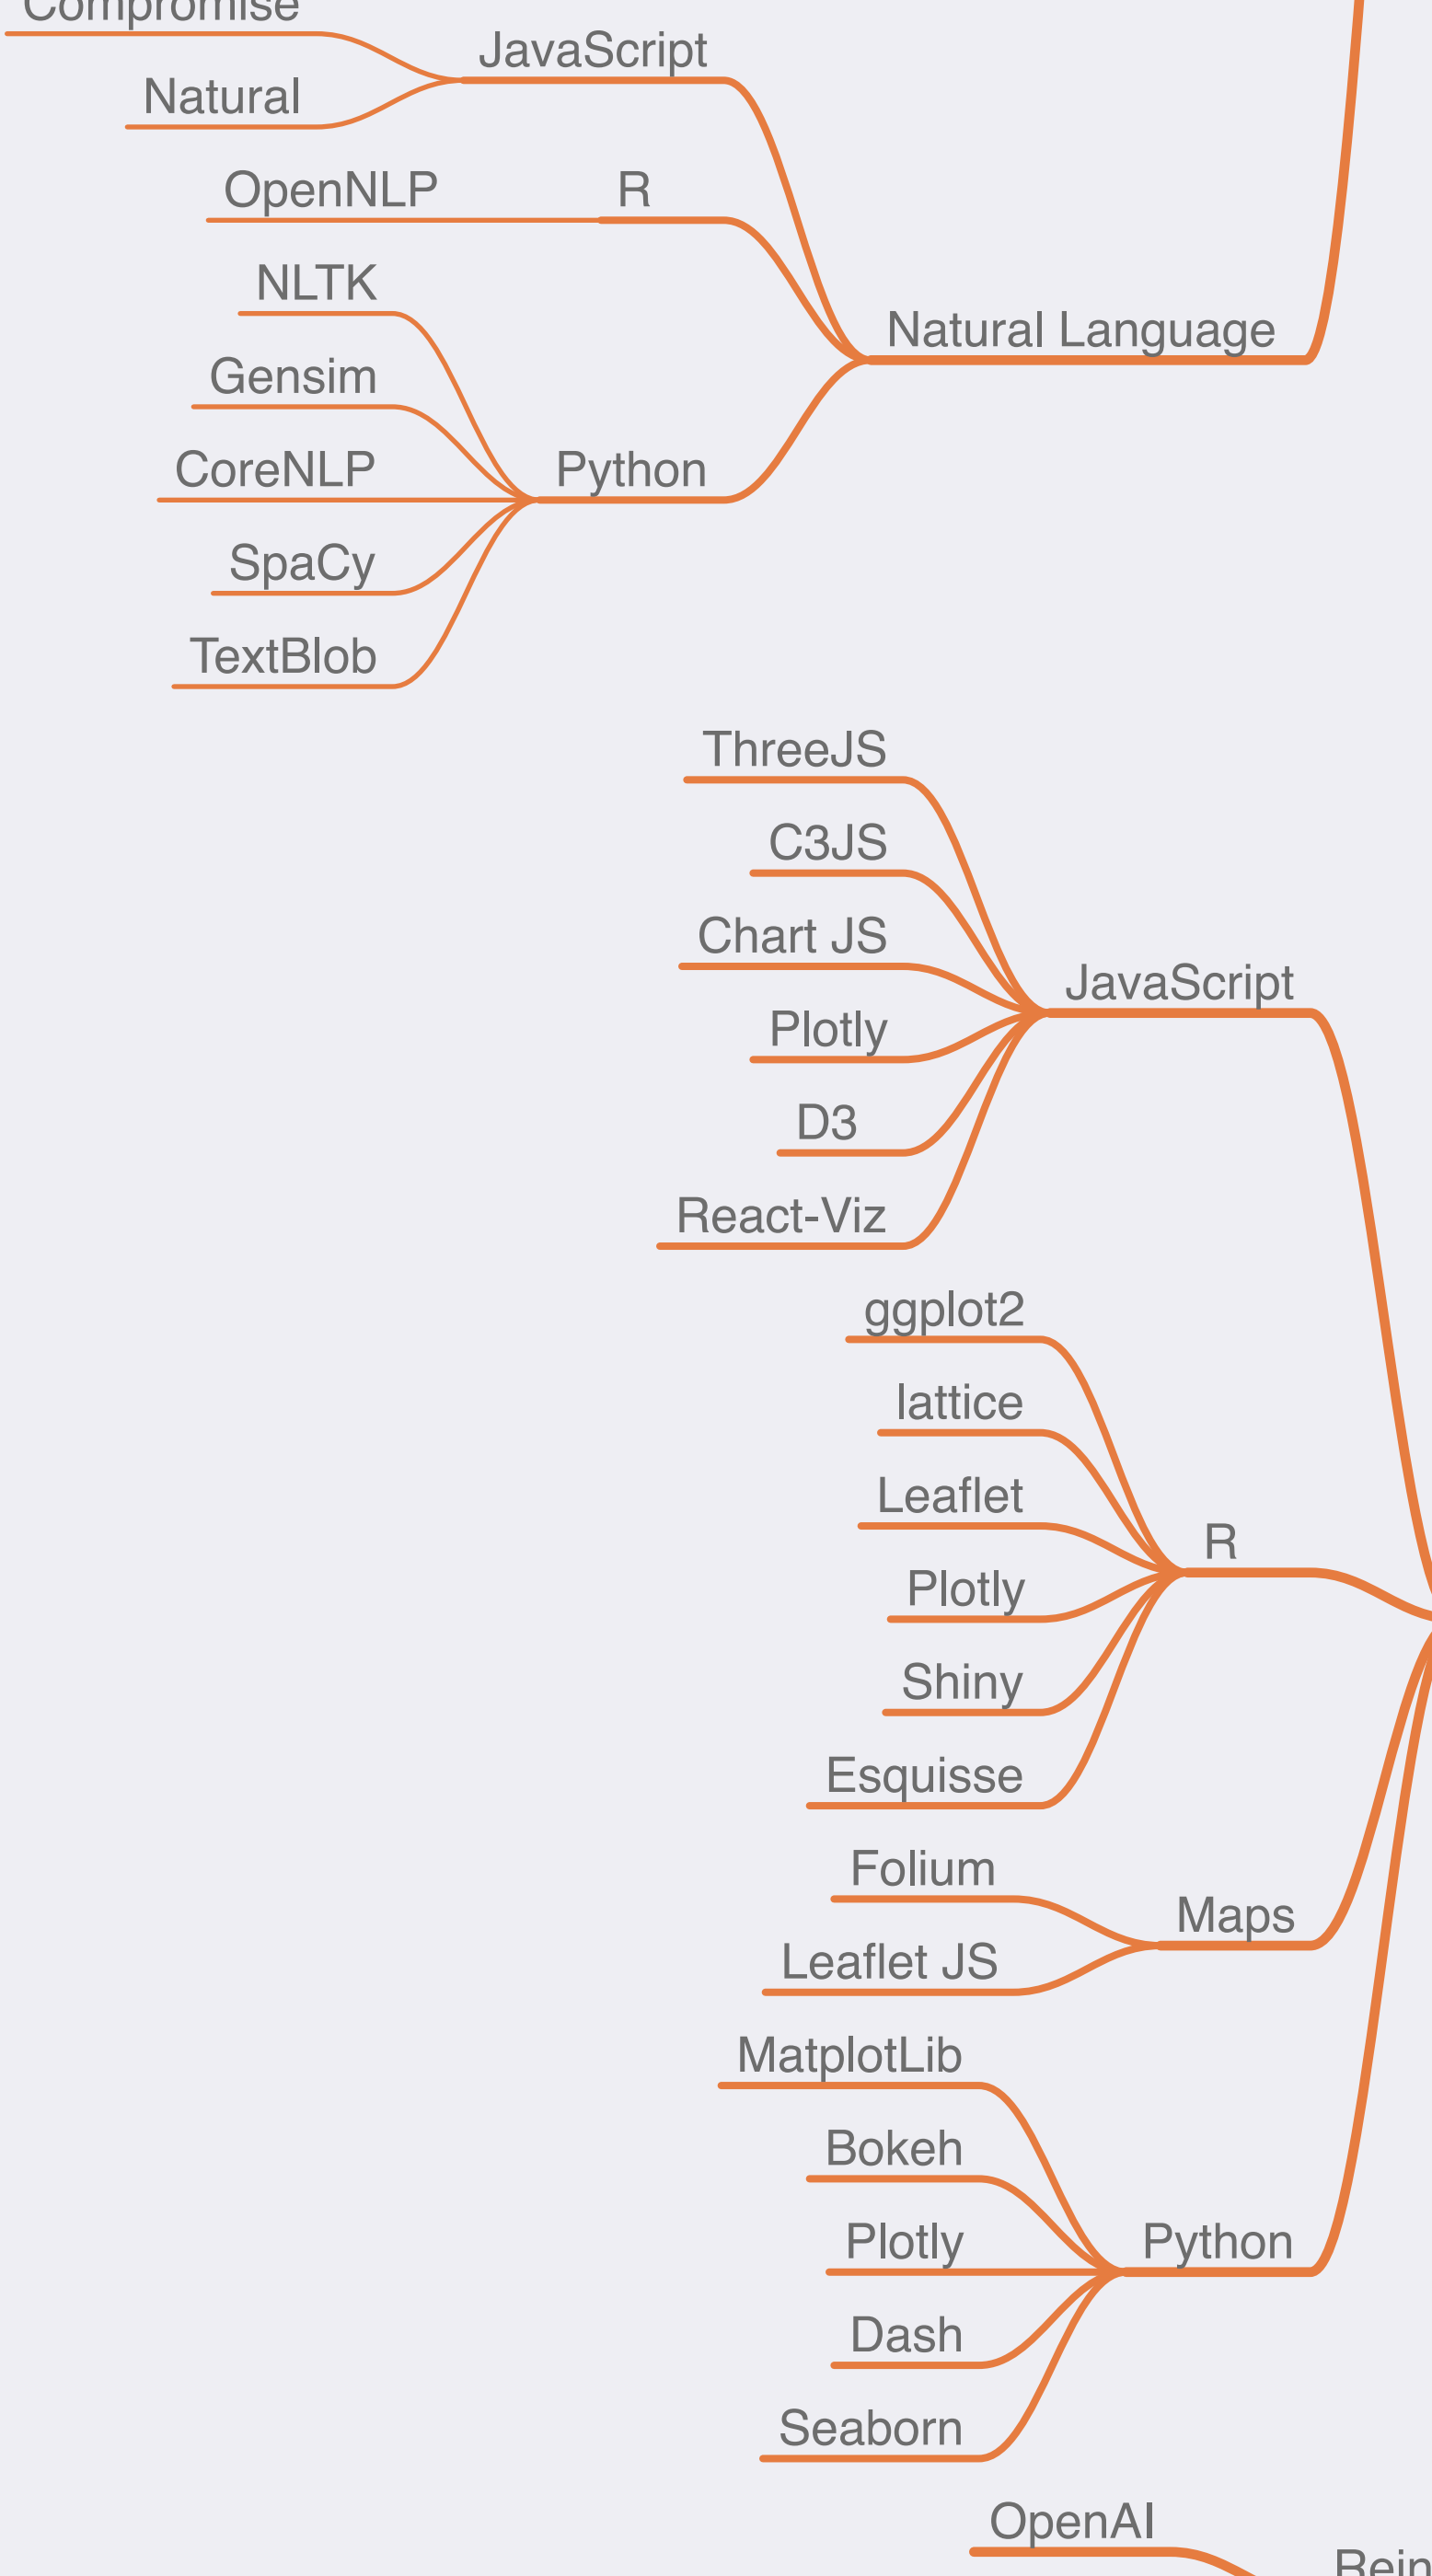 Compromise
JavaScript
Natural
OpenNLP R
NLTK
Natural Language
Gensim
CoreNLP Python
SpaCy
TextBlob
ThreeJS
C3JS
Chart JS
JavaScript
Plotly
D3
React-Viz
ggplot2
lattice
Leaflet
R
Plotly
Shiny
Esquisse
Folium
Maps
Leaflet JS
MatplotLib
Bokeh
Plotly Python
Dash
Seaborn
OpenAI